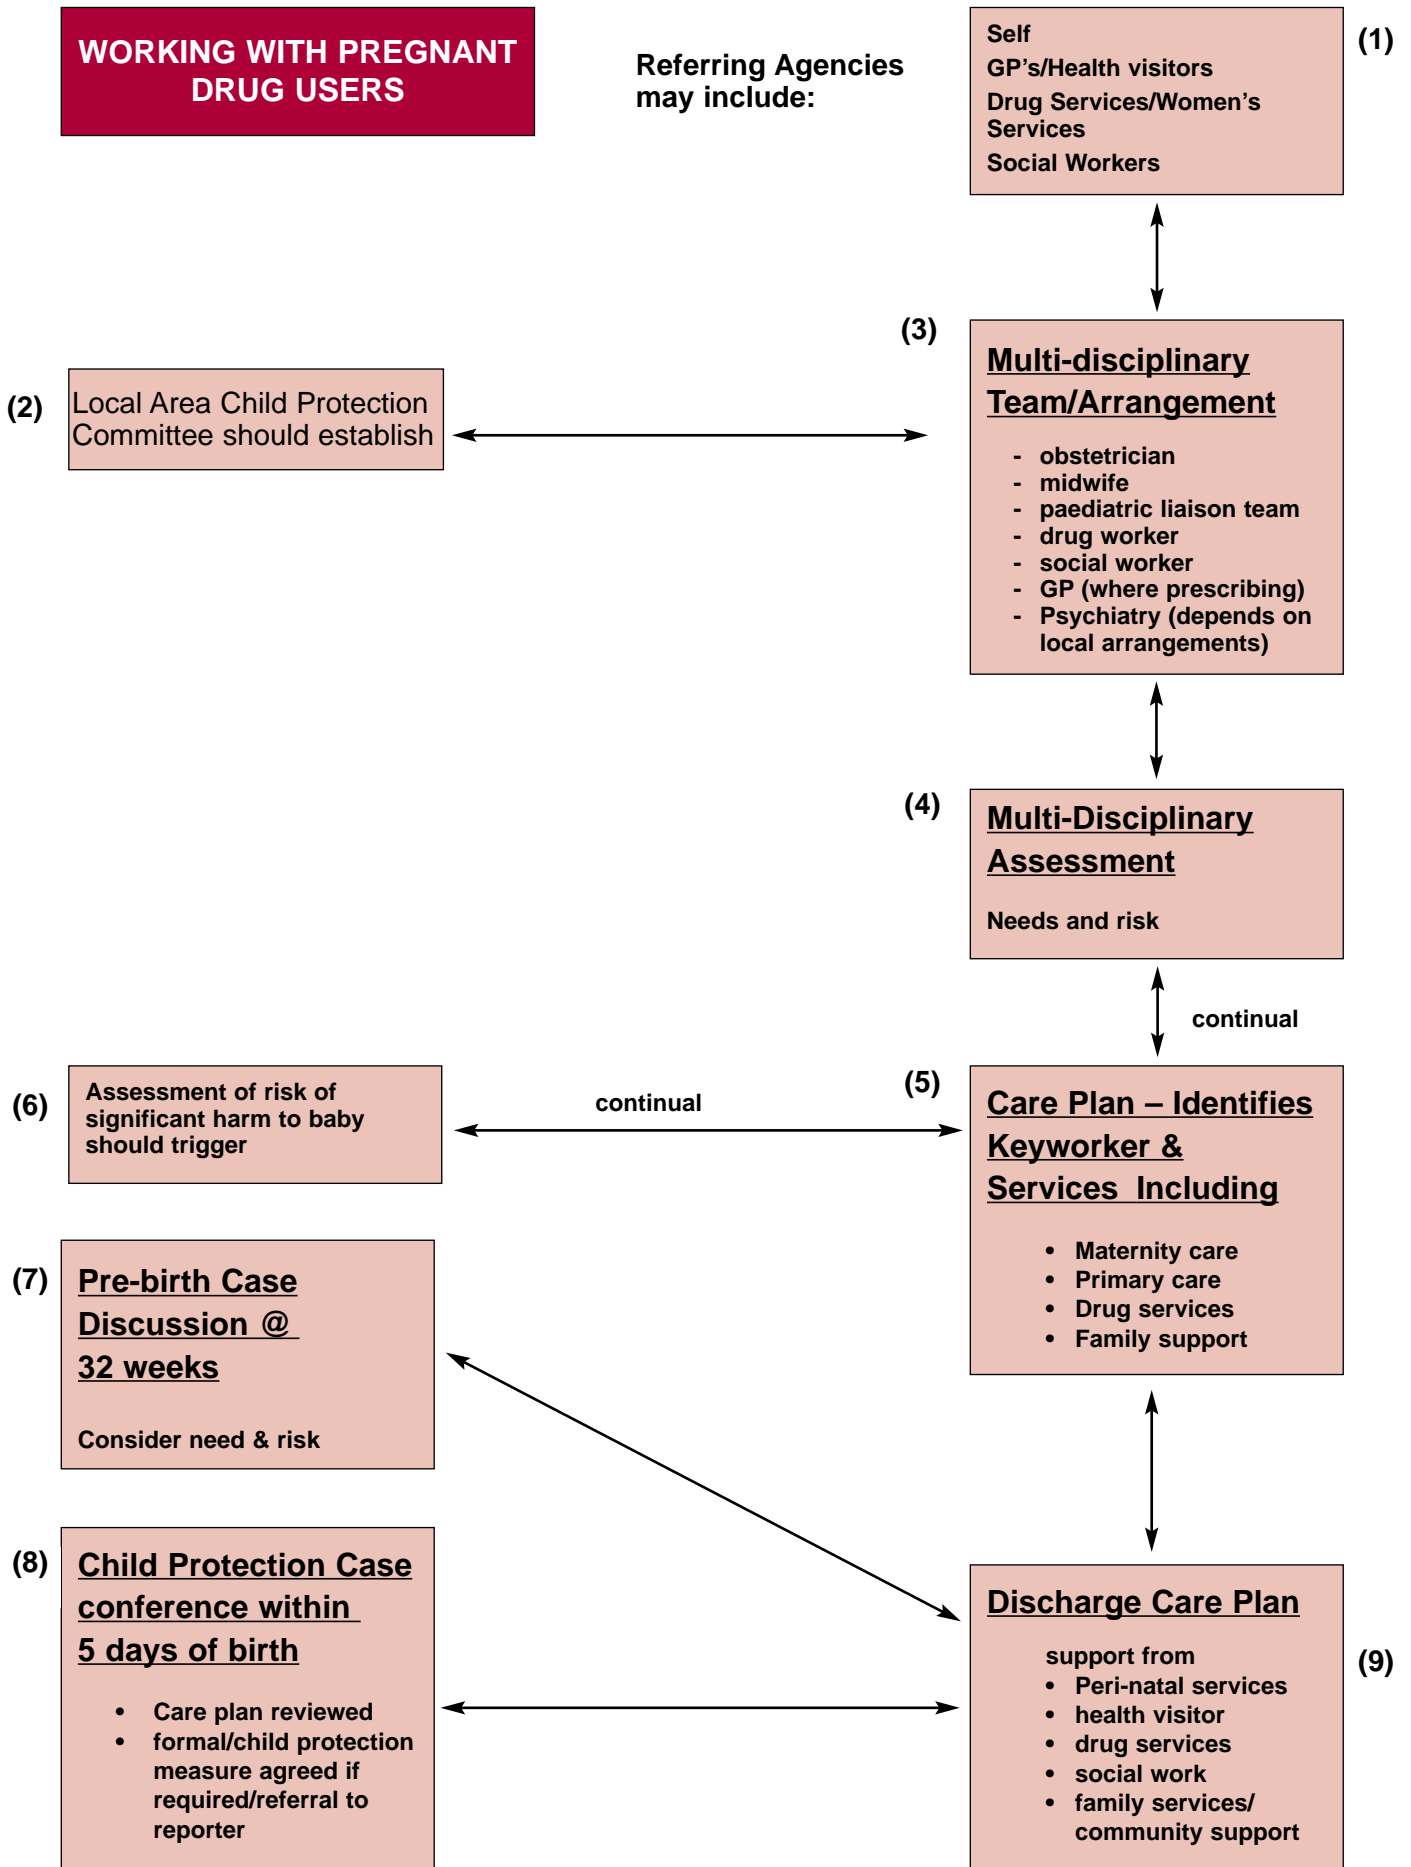 WORKING WITH PREGNANT
DRUG USERS
Referring Agencies
may include:
Self
GP's/Health visitors
Drug Services/Women's
Services
Social Workers
(1)
(2)
Local Area Child Protection
Committee should establish
(3)
Multi-disciplinary
Team/Arrangement
- obstetrician
- midwife
- paediatric liaison team
- drug worker
- social worker
- GP (where prescribing)
- Psychiatry (depends on
local arrangements)
(4)
Multi-Disciplinary
Assessment
Needs and risk
continual
(5)
Care Plan – Identifies
Keyworker &
Services Including
• Maternity care
• Primary care
• Drug services
• Family support
continual
(6)
Assessment of risk of
significant harm to baby
should trigger
(7)
Pre-birth Case
Discussion @
32 weeks
Consider need & risk
(8)
Child Protection Case
conference within
5 days of birth
• Care plan reviewed
• formal/child protection
measure agreed if
required/referral to
reporter
Discharge Care Plan
support from
• Peri-natal services
• health visitor
• drug services
• social work
• family services/
community support
(9)